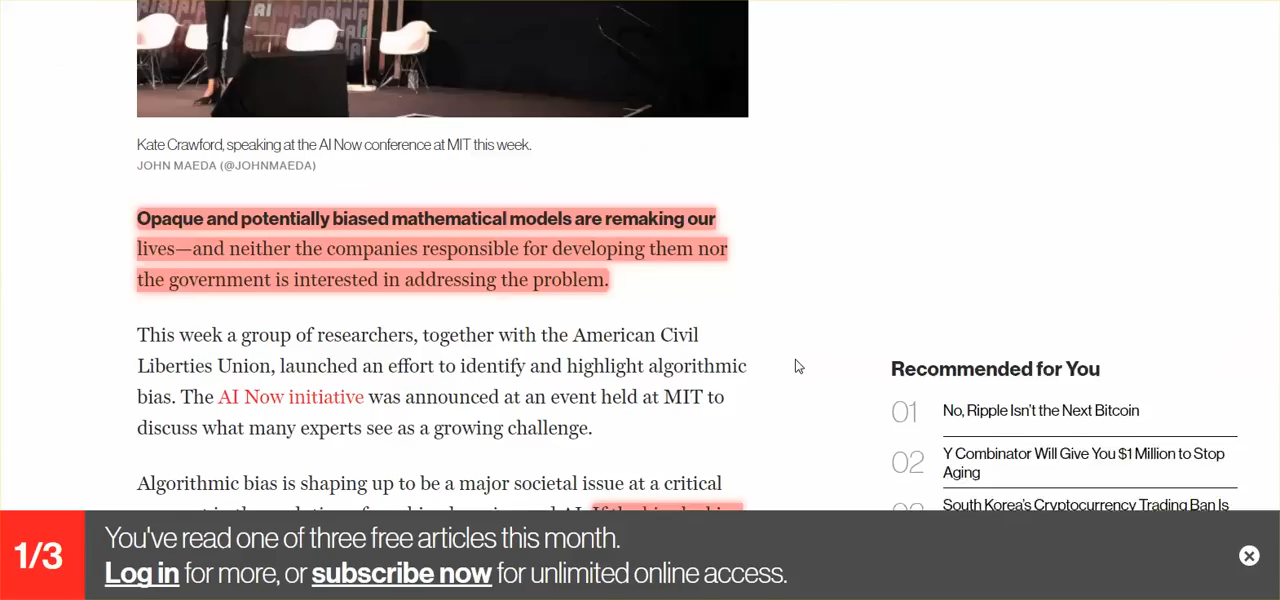 AI
Kate Crawford, speaking at the AI Now conference at MIT this week.
JOHN MAEDA (@JOHNMAEDA)
Opaque and potentially biased mathematical models are remaking our
lives—and neither the companies responsible for developing them nor
the government is interested in addressing the problem.
This week a group of researchers, together with the American Civil
Liberties Union, launched an effort to identify and highlight algorithmic
bias. The AI Now initiative was announced at an event held at MIT to
discuss what many experts see as a growing challenge.
Algorithmic bias is shaping up to be a major societal issue at a critical
Recommended for You
01 No, Ripple Isn't the Next Bitcoin
02 Y Combinator Will Give You $1 Million to Stop
Aging
South Korea's Cryptocurrency Trading Ban Is
1/3
You've read one of three free articles this month.
Log in for more, or subscribe now for unlimited online access.